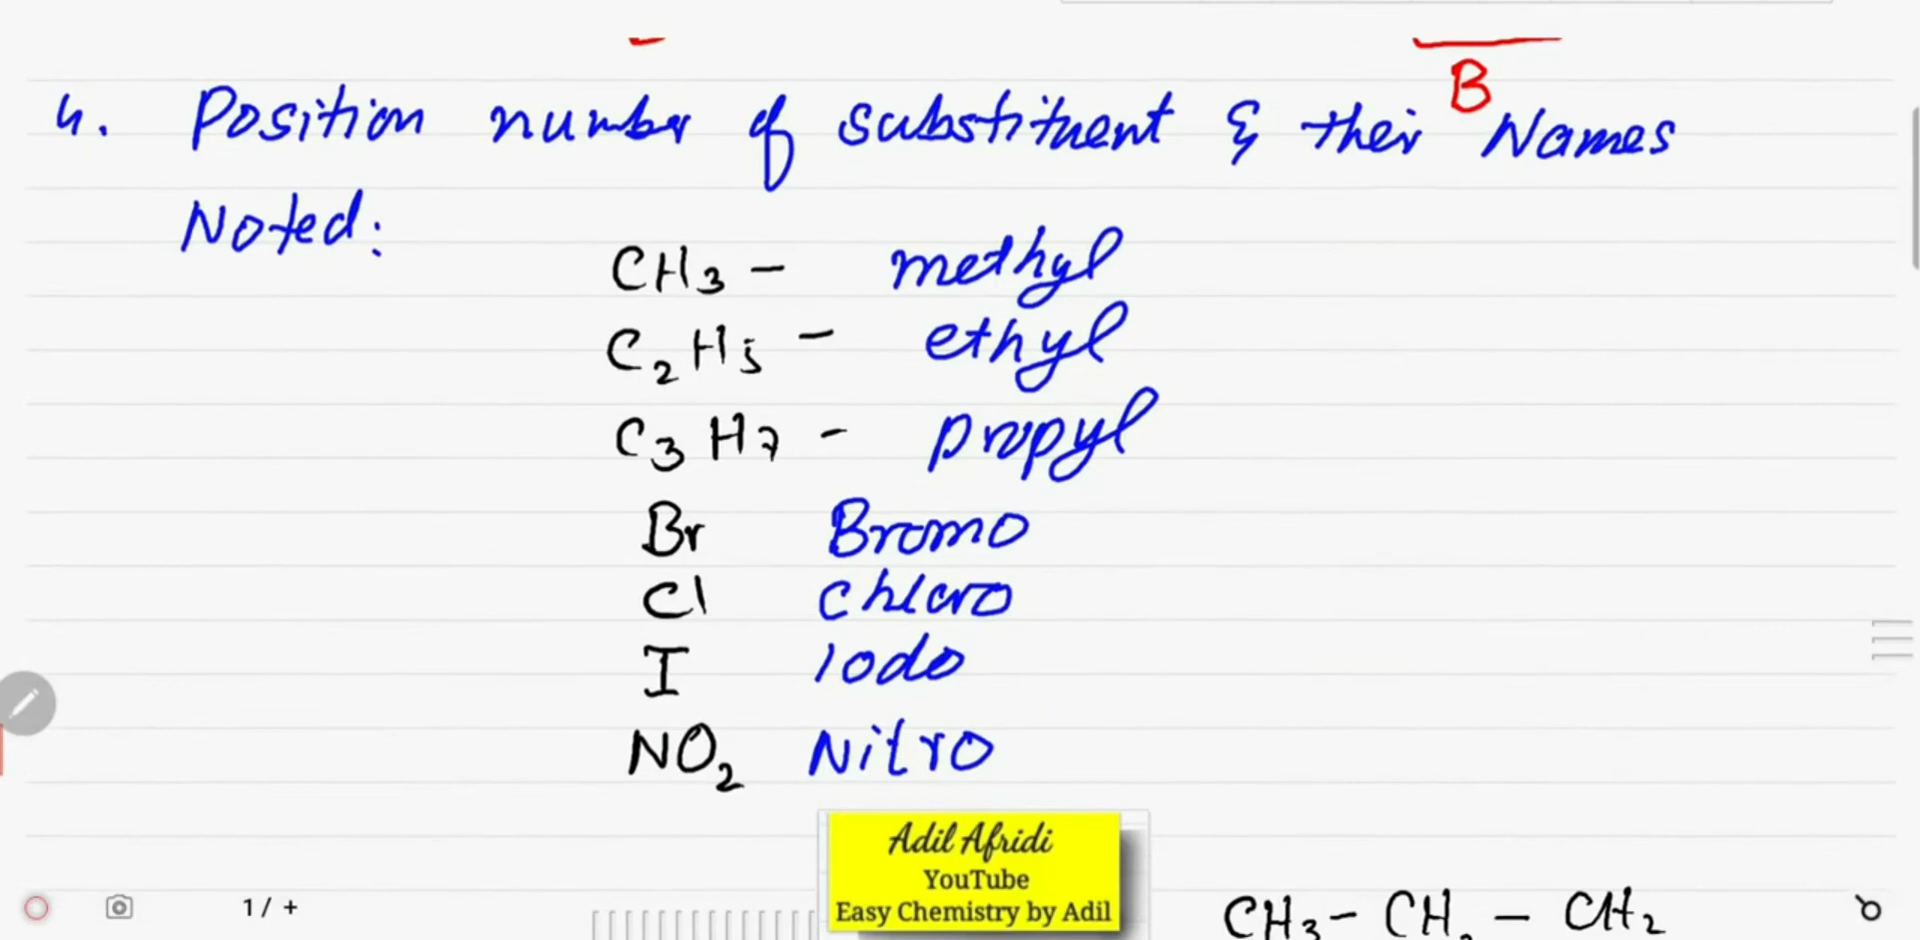 B
4. Position number of substituent & their Names
Noted:
CH3 - methyl
C2H5 - ethyl
C3H7 - propyl
Br Bromo
Cl chloro
I Iodo
NO2 Nitro
Adil Afridi
YouTube
Easy Chemistry by Adil
1/ +
CH3 - CH2 - CH2